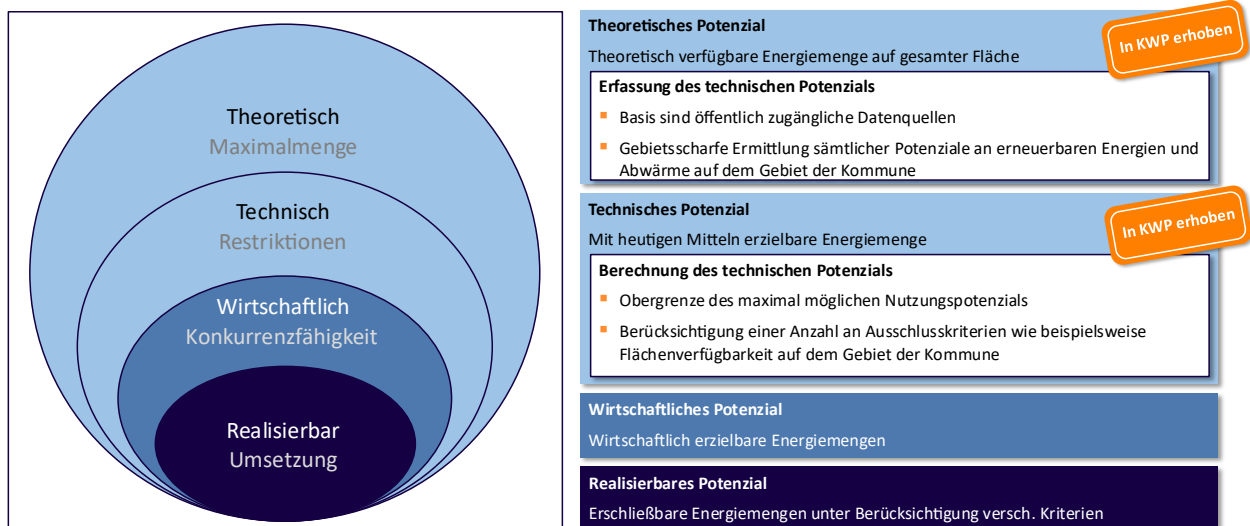 Theoretisch
Maximalmenge
Technisch
Restriktionen
Wirtschaftlich
Konkurrenzfähigkeit
Realisierbar
Umsetzung
Theoretisches Potenzial
In KWP erhoben
Theoretisch verfügbare Energiemenge auf gesamter Fläche
Erfassung des technischen Potenzials
▪ Basis sind öffentlich zugängliche Datenquellen
▪ Gebietsscharfe Ermittlung sämtlicher Potenziale an erneuerbaren Energien und
Abwärme auf dem Gebiet der Kommune
Technisches Potenzial
In KWP erhoben
Mit heutigen Mitteln erzielbare Energiemenge
Berechnung des technischen Potenzials
▪ Obergrenze des maximal möglichen Nutzungspotenzials
▪ Berücksichtigung einer Anzahl an Ausschlusskriterien wie beispielsweise
Flächenverfügbarkeit auf dem Gebiet der Kommune
Wirtschaftliches Potenzial
Wirtschaftlich erzielbare Energiemengen
Realisierbares Potenzial
Erschließbare Energiemengen unter Berücksichtigung versch. Kriterien